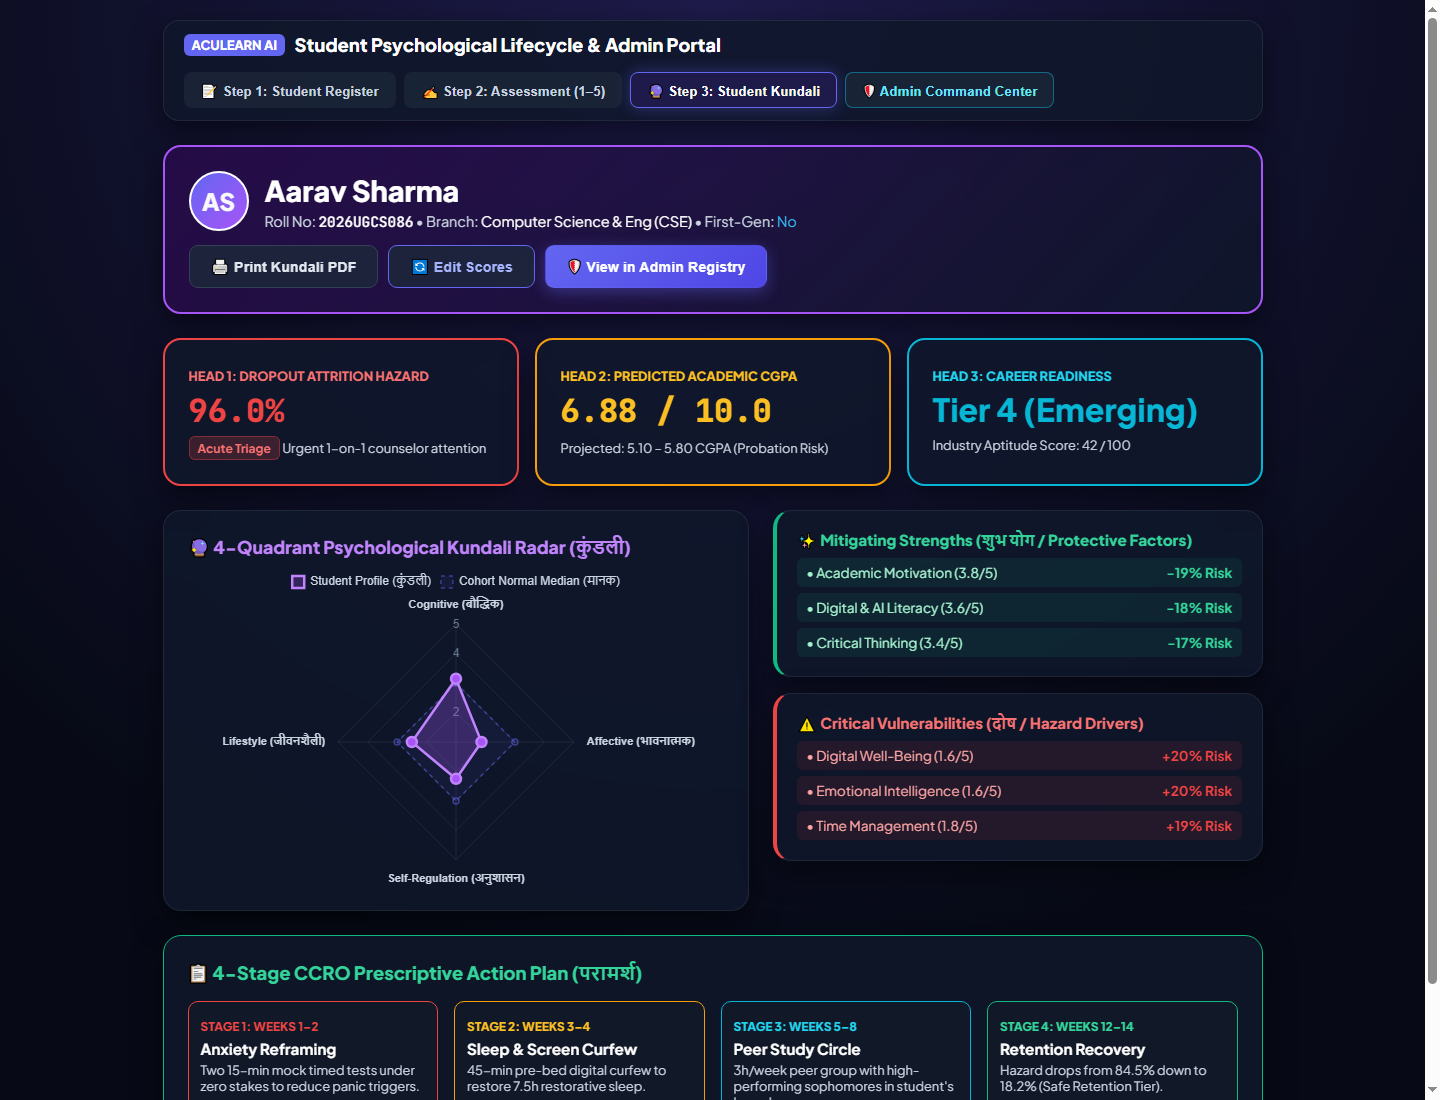 ACULEARN AI Student Psychological Lifecycle & Admin Portal
📝 Step 1: Student Register ✍️ Step 2: Assessment (1–5) 🔮 Step 3: Student Kundali 🛡️ Admin Command Center
AS
Aarav Sharma
Roll No: 2026UGCS086 • Branch: Computer Science & Eng (CSE) • First-Gen: No
🖨️ Print Kundali PDF 🔄 Edit Scores 🛡️ View in Admin Registry
HEAD 1: DROPOUT ATTRITION HAZARD
96.0%
Acute Triage Urgent 1-on-1 counselor attention
HEAD 2: PREDICTED ACADEMIC CGPA
6.88 / 10.0
Projected: 5.10 – 5.80 CGPA (Probation Risk)
HEAD 3: CAREER READINESS
Tier 4 (Emerging)
Industry Aptitude Score: 42 / 100
🔮 4-Quadrant Psychological Kundali Radar (कुंडली)
Student Profile (कुंडली) Cohort Normal Median (मानक)
Cognitive (बौद्धिक)
5
4
2
Lifestyle (जीवनशैली) Affective (भावनात्मक)
Self-Regulation (अनुशासन)
✨ Mitigating Strengths (शुभ योग / Protective Factors)
• Academic Motivation (3.8/5) -19% Risk
• Digital & AI Literacy (3.6/5) -18% Risk
• Critical Thinking (3.4/5) -17% Risk
⚠️ Critical Vulnerabilities (दोष / Hazard Drivers)
• Digital Well-Being (1.6/5) +20% Risk
• Emotional Intelligence (1.6/5) +20% Risk
• Time Management (1.8/5) +19% Risk
📋 4-Stage CCRO Prescriptive Action Plan (परामर्श)
STAGE 1: WEEKS 1–2
Anxiety Reframing
Two 15-min mock timed tests under
zero stakes to reduce panic triggers.
STAGE 2: WEEKS 3–4
Sleep & Screen Curfew
45-min pre-bed digital curfew to
restore 7.5h restorative sleep.
STAGE 3: WEEKS 5–8
Peer Study Circle
3h/week peer group with high-
performing sophomores in student's
STAGE 4: WEEKS 12–14
Retention Recovery
Hazard drops from 84.5% down to
18.2% (Safe Retention Tier).